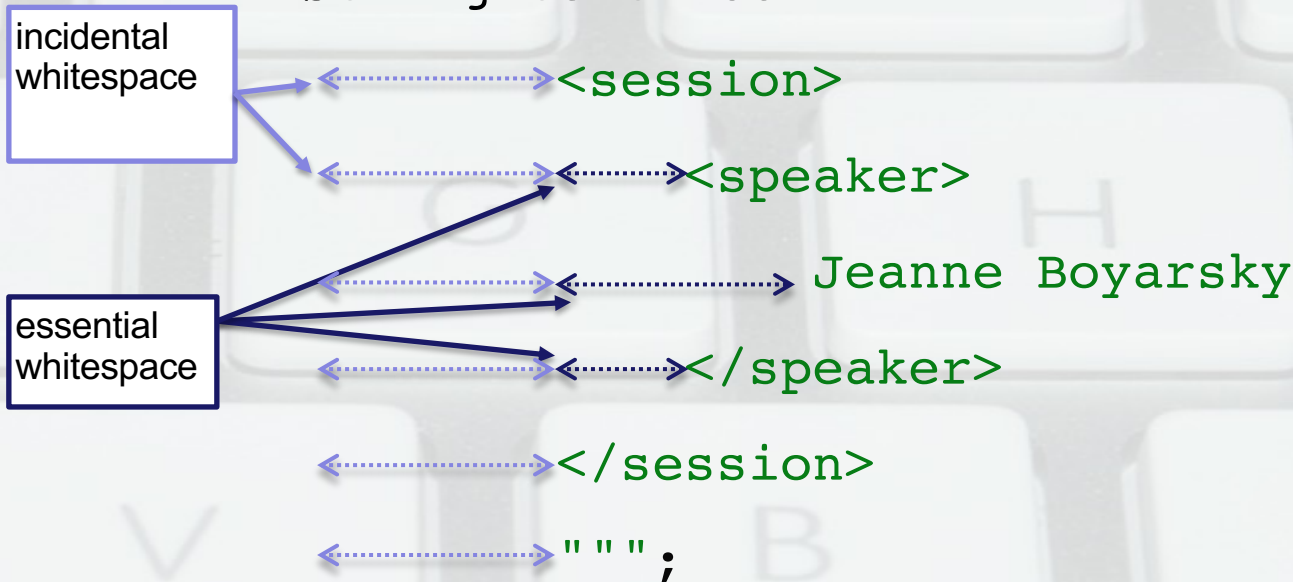 incidental
whitespace
<session>
<speaker>
Jeanne Boyarsky
essential
whitespace
</speaker>
</session>
""";
G
H
V
B